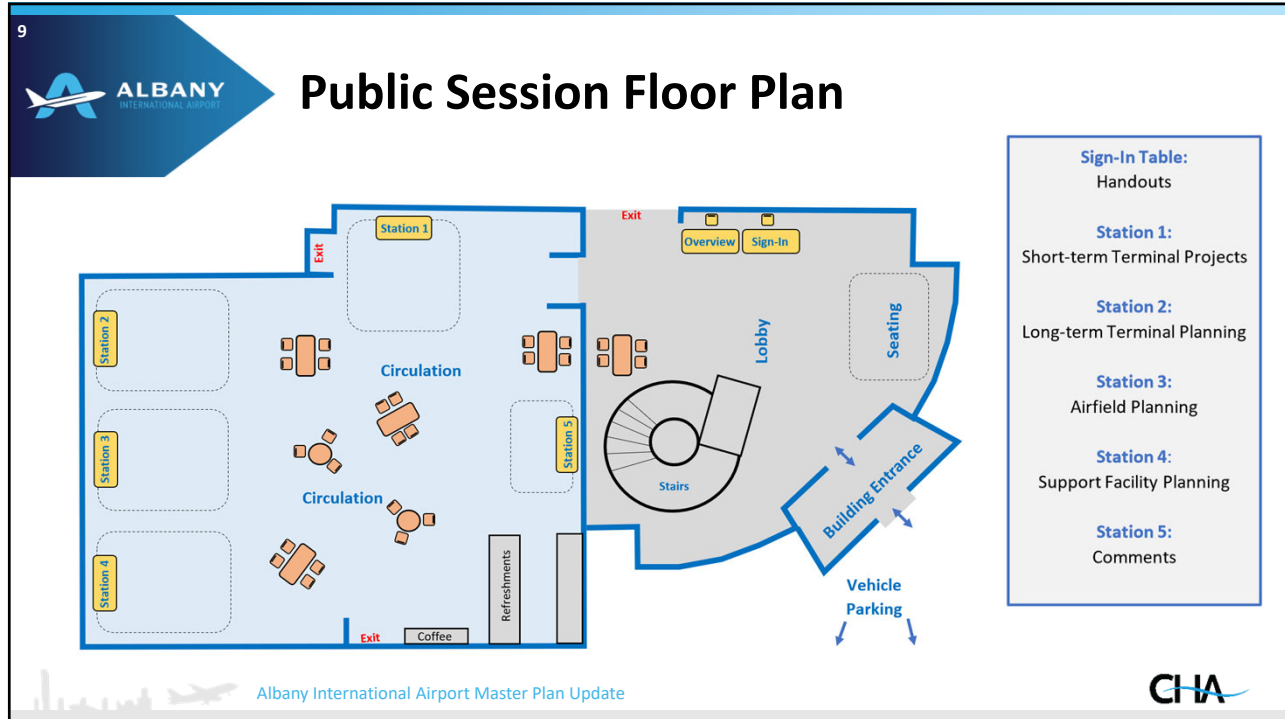 9
ALBANY
INTERNATIONAL AIRPORT
Public Session Floor Plan
Sign-In Table:
Handouts
Station 1:
Short-term Terminal Projects
Station 2:
Long-term Terminal Planning
Station 3:
Airfield Planning
Station 4:
Support Facility Planning
Station 5:
Comments
Exit
Station 1
Exit
Overview
Sign-In
Station 2
Circulation
Lobby
Seating
Station 3
Station 5
Circulation
Stairs
Building Entrance
Station 4
Refreshments
Vehicle
Parking
Exit
Coffee
Albany International Airport Master Plan Update
CHA